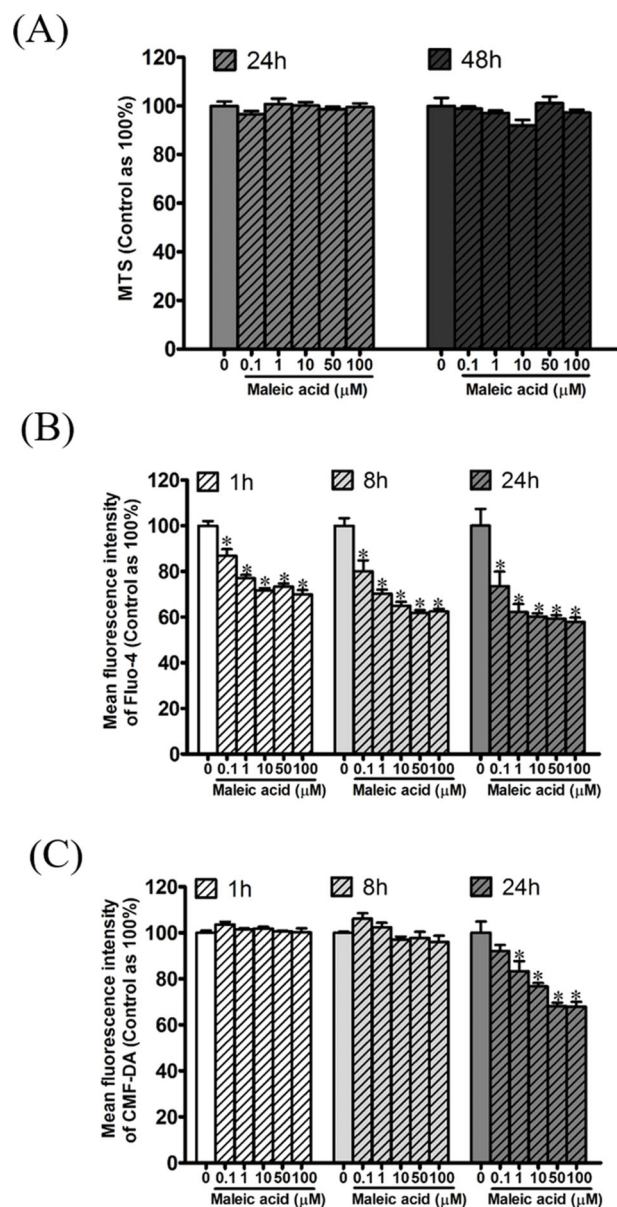 (A)
120
24h
48h
100
80
60
40
20
0
MTS (Control as 100%)
0 0.1 1 10 50 100 0 0.1 1 10 50 100
Maleic acid (μM) Maleic acid (μM)
(B)
120
1h
8h
24h
100
80
60
40
20
0
Mean fluorescence intensity
of Fluo-4 (Control as 100%)
* * * * * * * * * * * * * * *
0 0.1 1 10 50 100 0 0.1 1 10 50 100 0 0.1 1 10 50 100
Maleic acid (μM) Maleic acid (μM) Maleic acid (μM)
(C)
120
1h
8h
24h
100
80
60
40
20
0
Mean fluorescence intensity
of CMF-DA (Control as 100%)
* * * *
0 0.1 1 10 50 100 0 0.1 1 10 50 100 0 0.1 1 10 50 100
Maleic acid (μM) Maleic acid (μM) Maleic acid (μM)